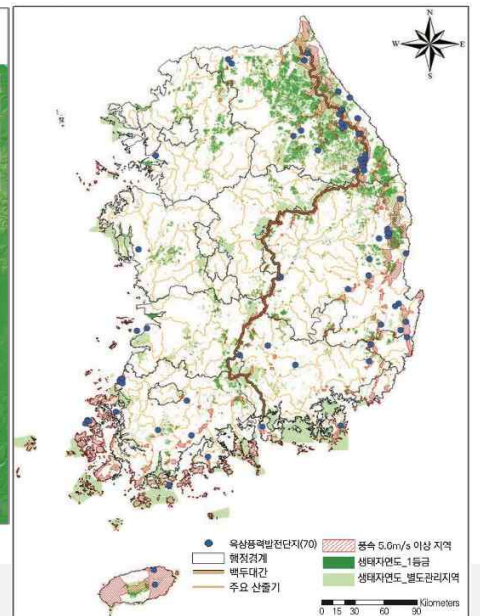 N
W E
S
육상풍력발전단지(70)
행정경계
백두대간
주요 산줄기
풍속 5.6m/s 이상 지역
생태자연도_1등급
생태자연도_별도관리지역
Kilometers
0 15 30 60 90